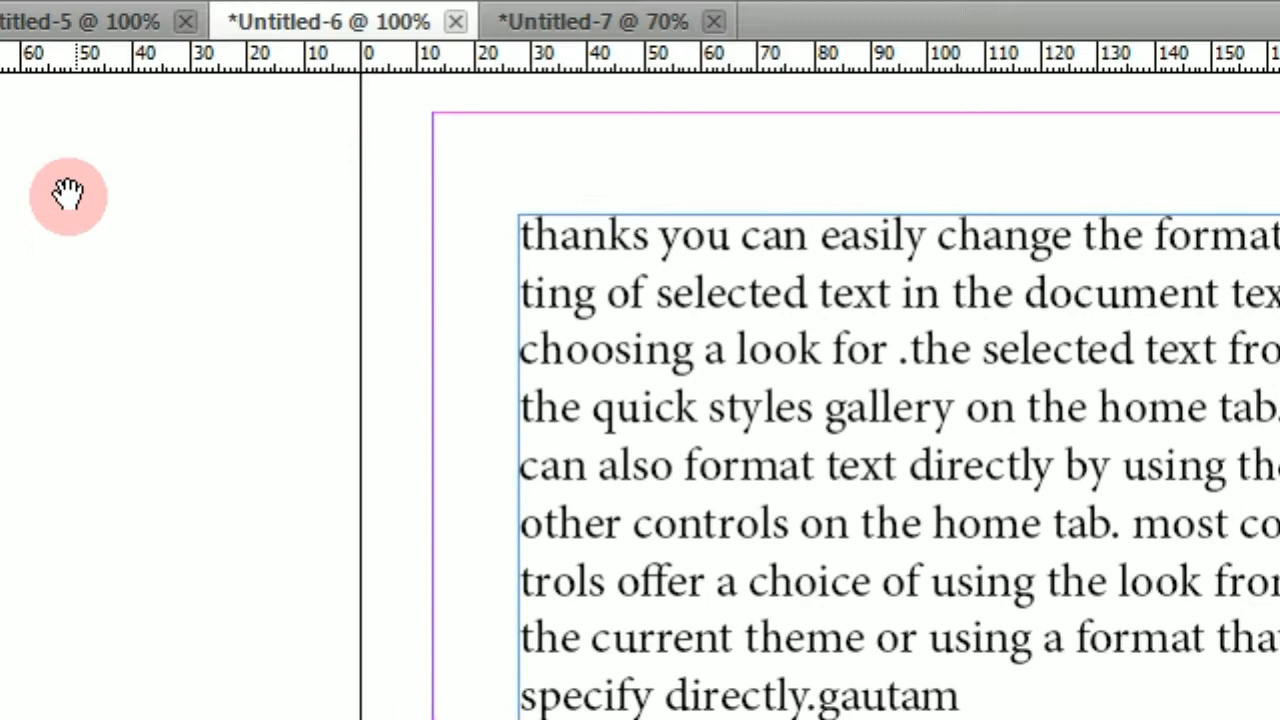 titled-5 @ 100%
*Untitled-6 @ 100%
*Untitled-7 @ 70%
60 50 40 30 20 10 0 10 20 30 40 50 60 70 80 90 100 110 120 130 140 150
thanks you can easily change the format
ting of selected text in the document tex
choosing a look for .the selected text fro
the quick styles gallery on the home tab.
can also format text directly by using the
other controls on the home tab. most co
trols offer a choice of using the look from
the current theme or using a format tha
specify directly.gautam